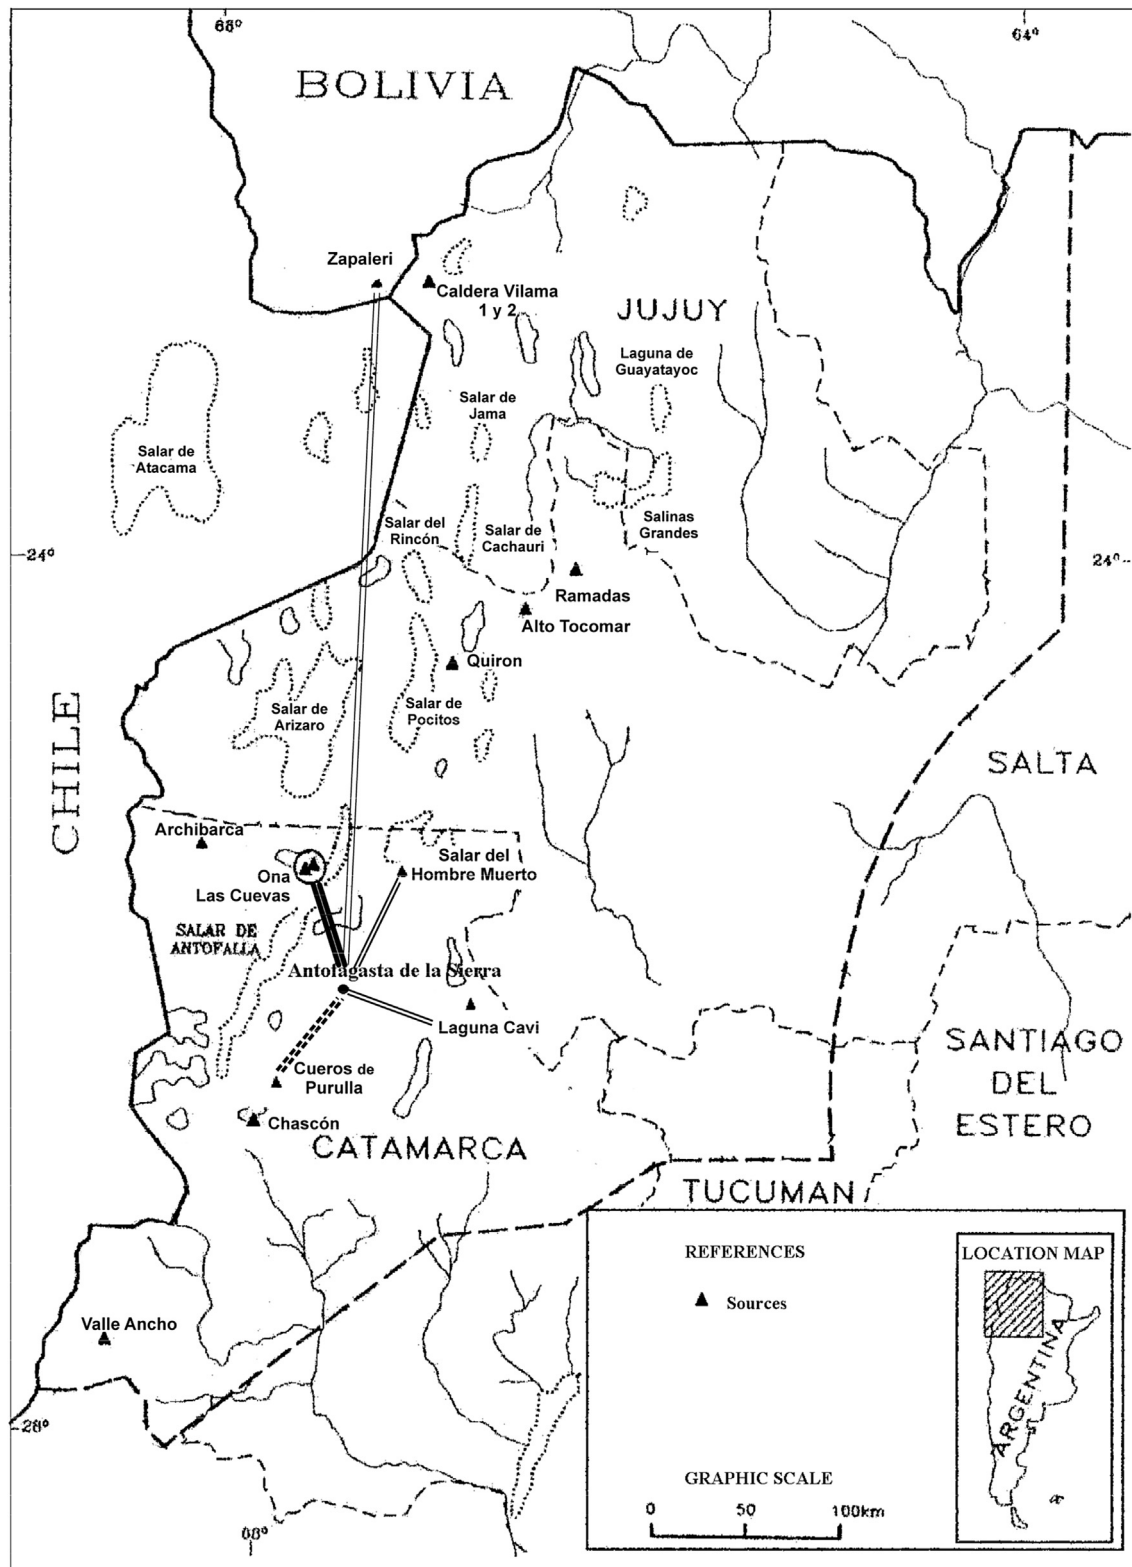 68°
64°
BOLIVIA
Zapaleri
Caldera Vilama
1 y 2
JUJUY
Laguna de
Guayatayoc
Salar de
Jama
Salar de
Atacama
Salar del
Rincón
Salar de
Cachauri
Salinas
Grandes
24°
24°
Ramadas
Alto Tocomar
Quiron
Salar de
Arizaro
Salar de
Pocitos
CHILE
SALTA
Archibarca
Ona
Las Cuevas
Salar del
Hombre Muerto
SALAR DE
ANTOFALLA
Antofagasta de la Sierra
Laguna Cavi
SANTIAGO
DEL
ESTERO
Cueros de
Purulla
Chascón
CATAMARCA
TUCUMAN
REFERENCES
LOCATION MAP
Sources
Valle Ancho
ARGENTINA
28°
GRAPHIC SCALE
0 50 100km
68°